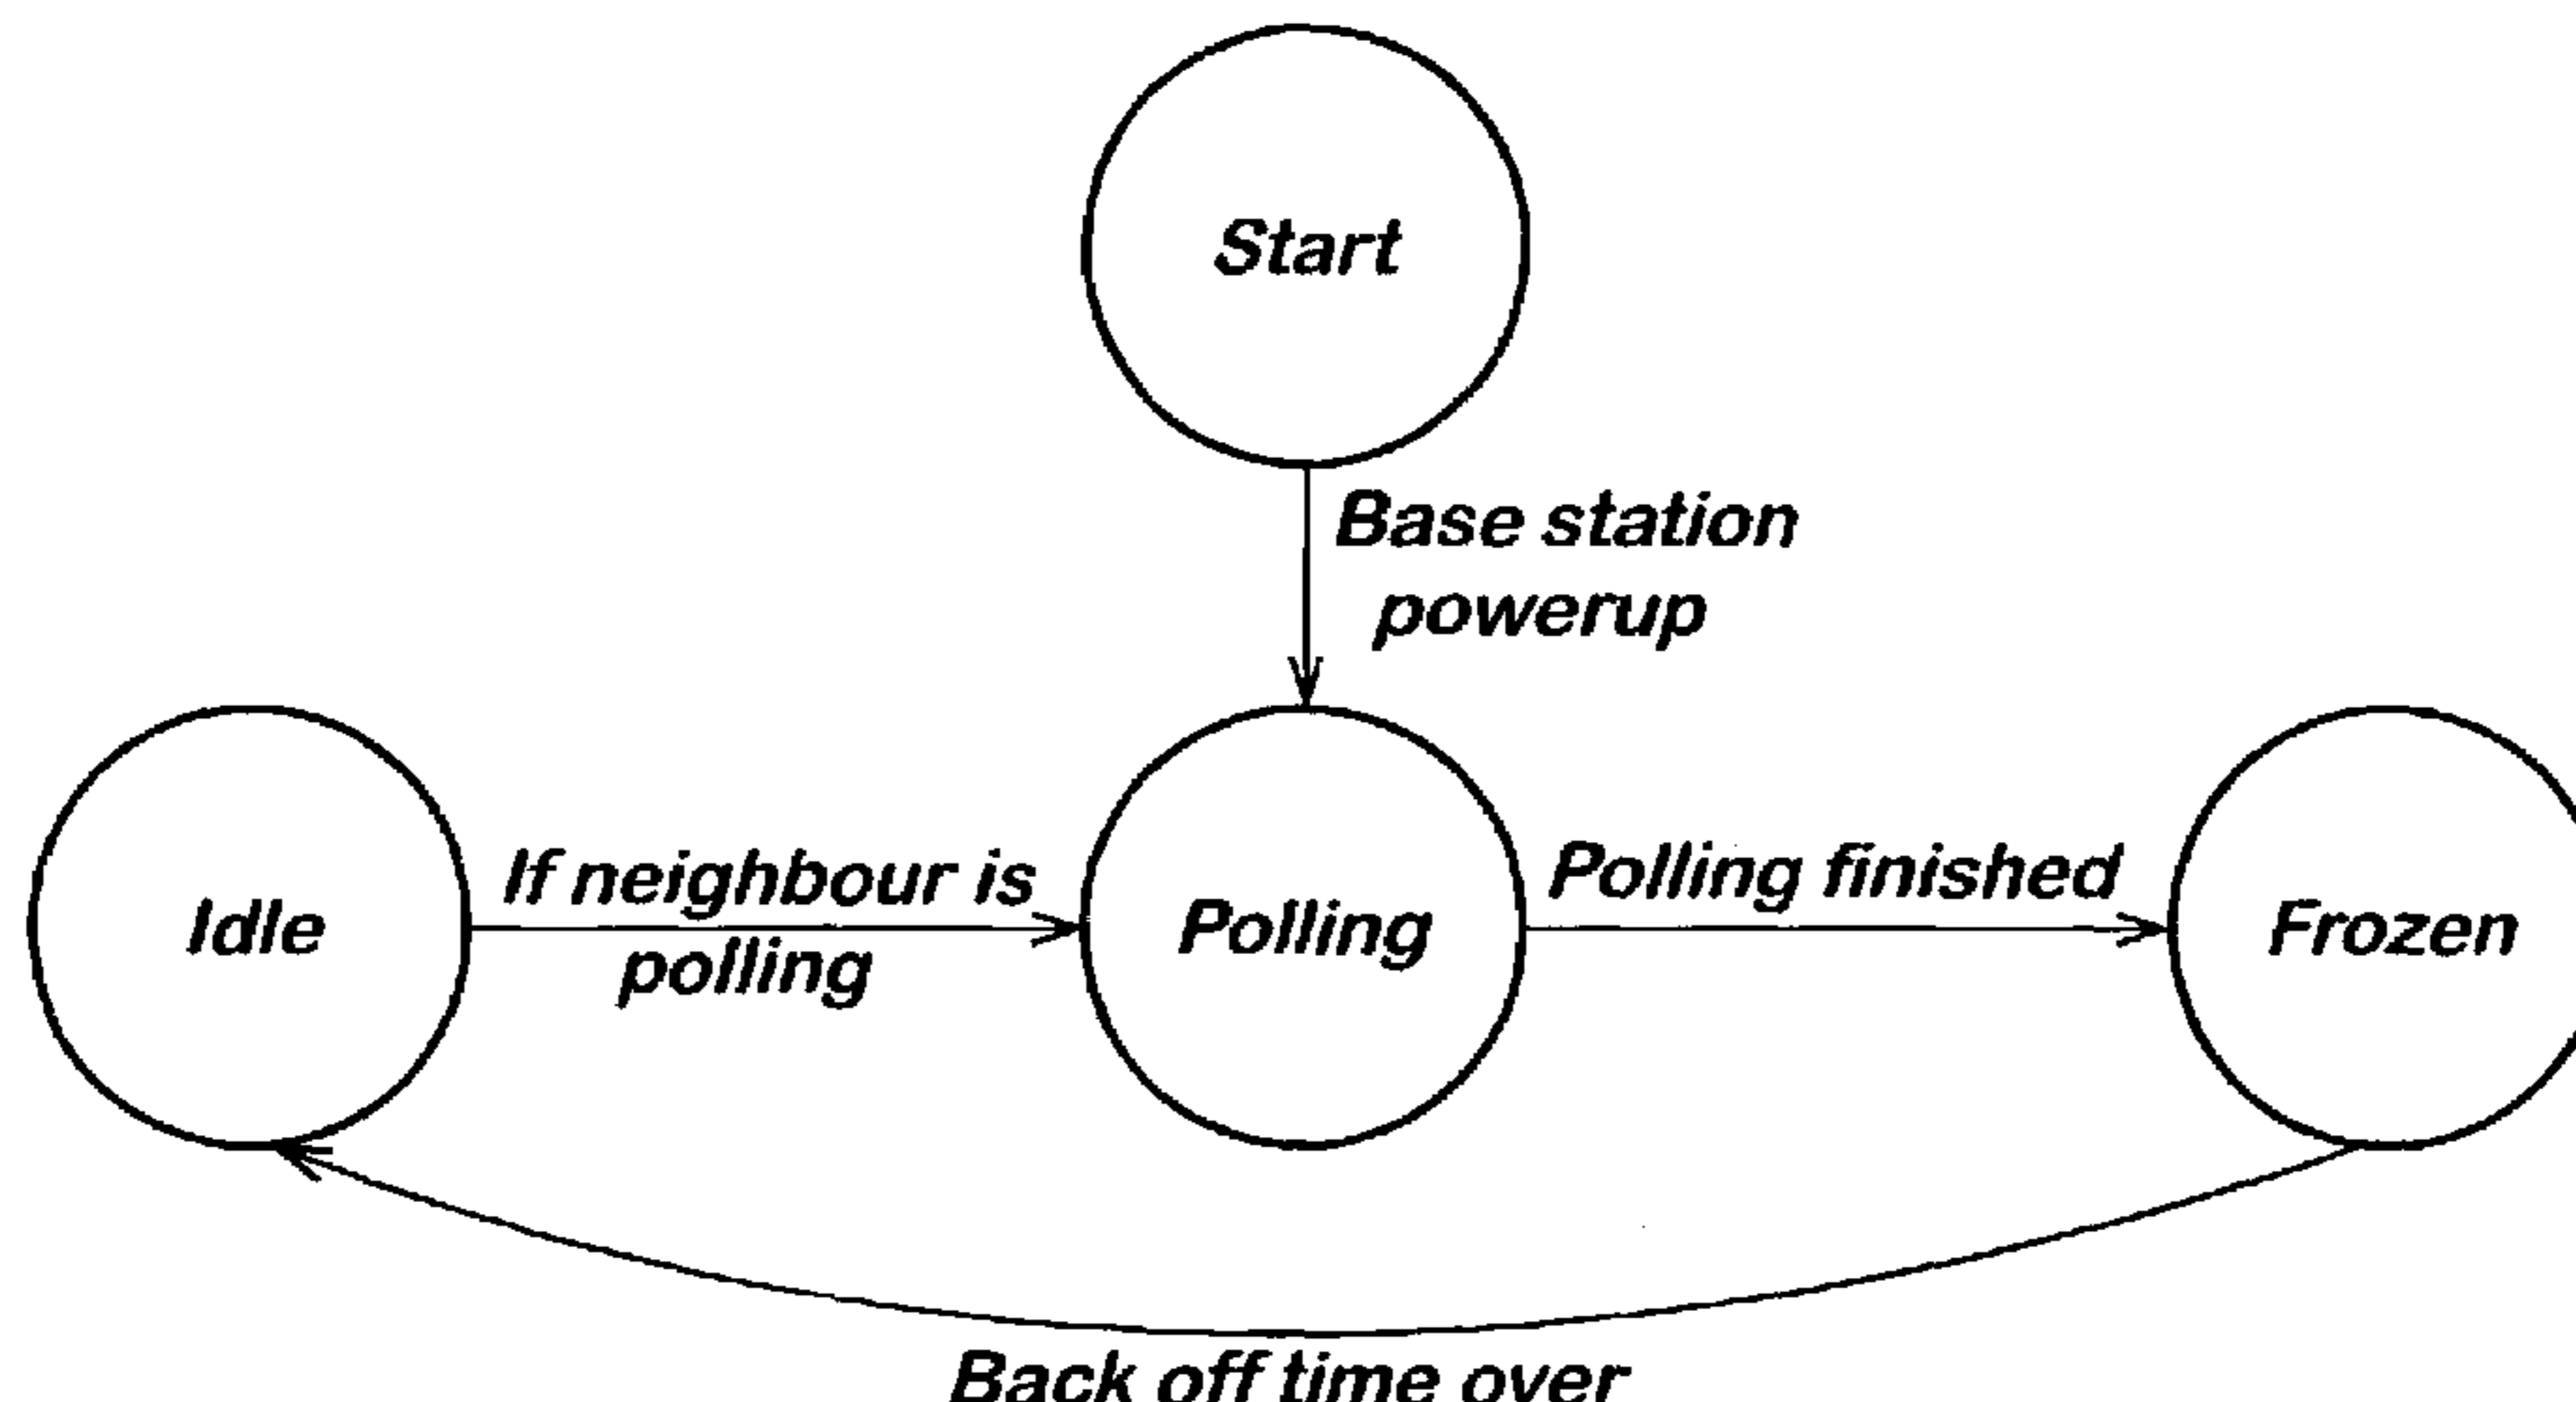 Start
Base station
powerup
If neighbour is
polling
Idle
Polling
Polling finished
Frozen
Back off time over